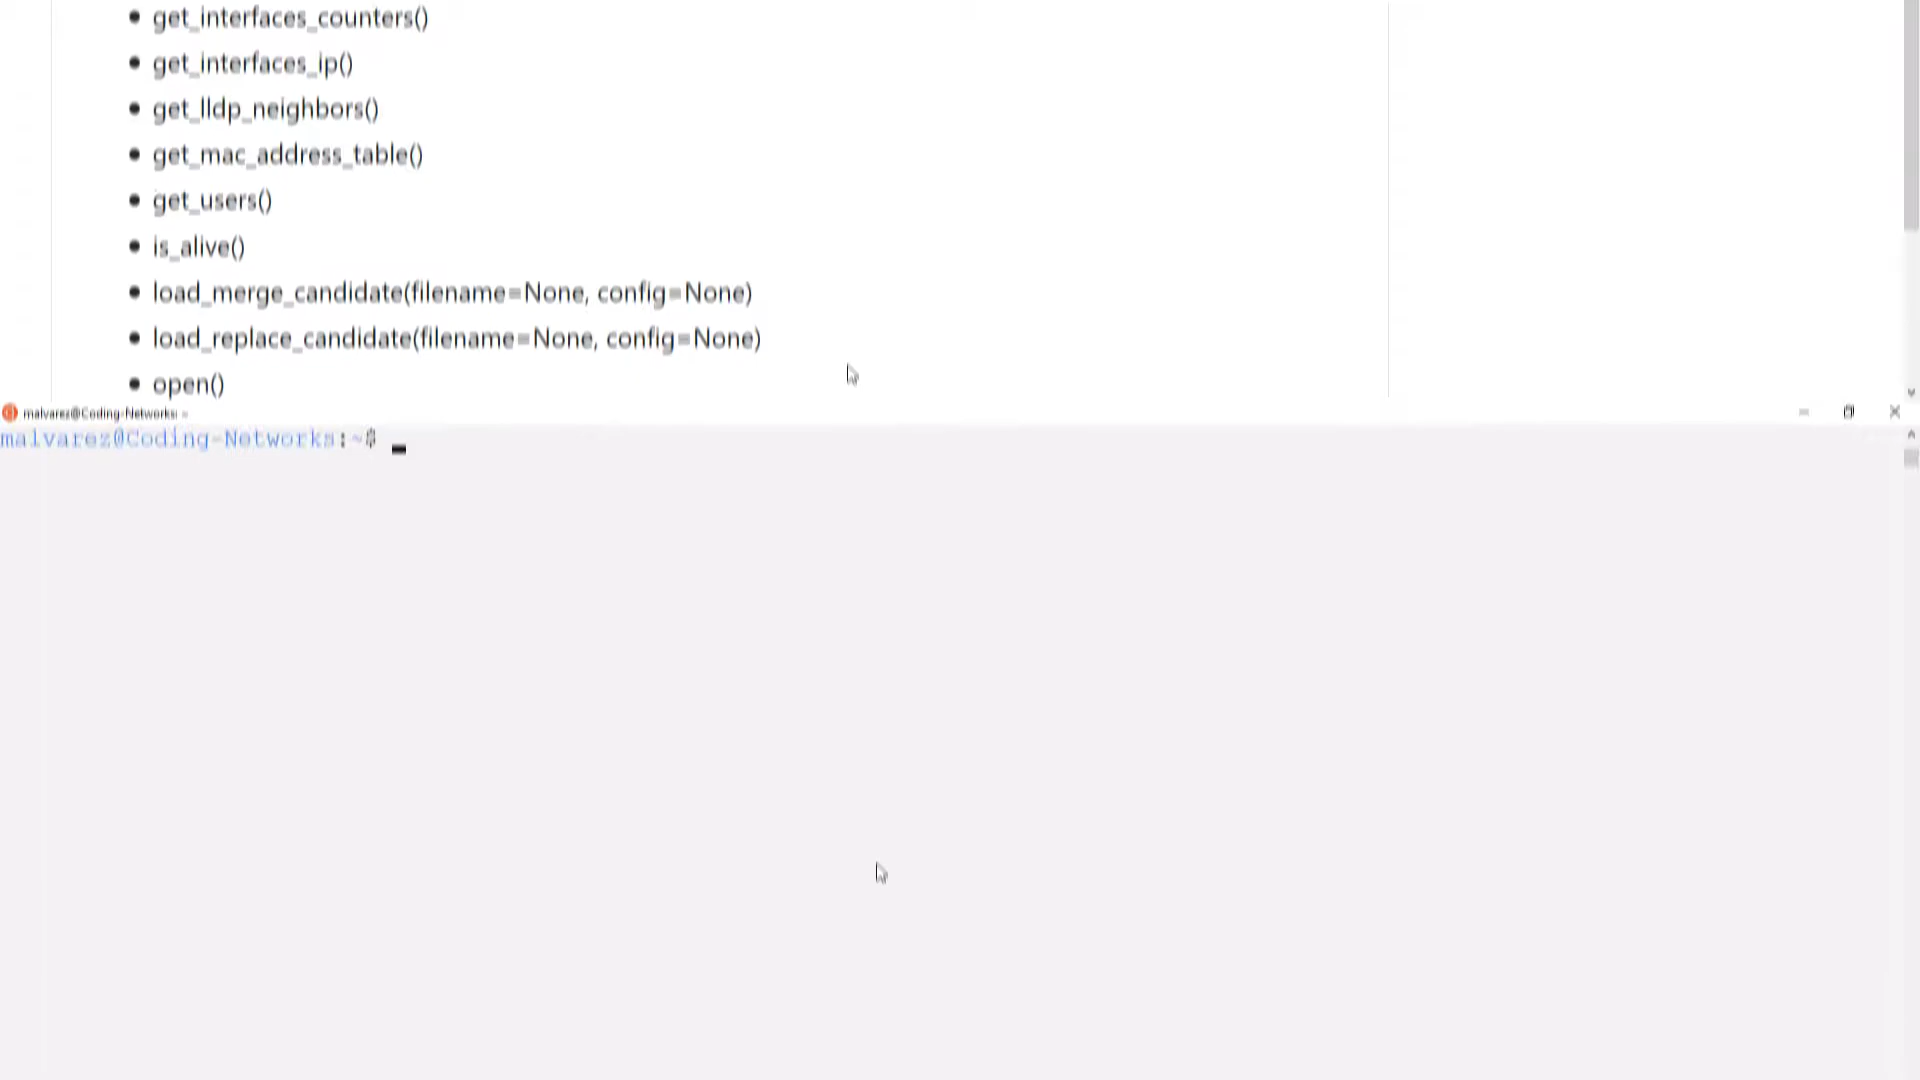 get_interfaces_counters()
get_interfaces_ip()
get_lldp_neighbors()
get_mac_address_table()
get_users()
is_alive()
load_merge_candidate(filename=None, config=None)
load_replace_candidate(filename=None, config=None)
open()
malvarez@Coding-Networks: ~
malvarez@Coding-Networks:~$